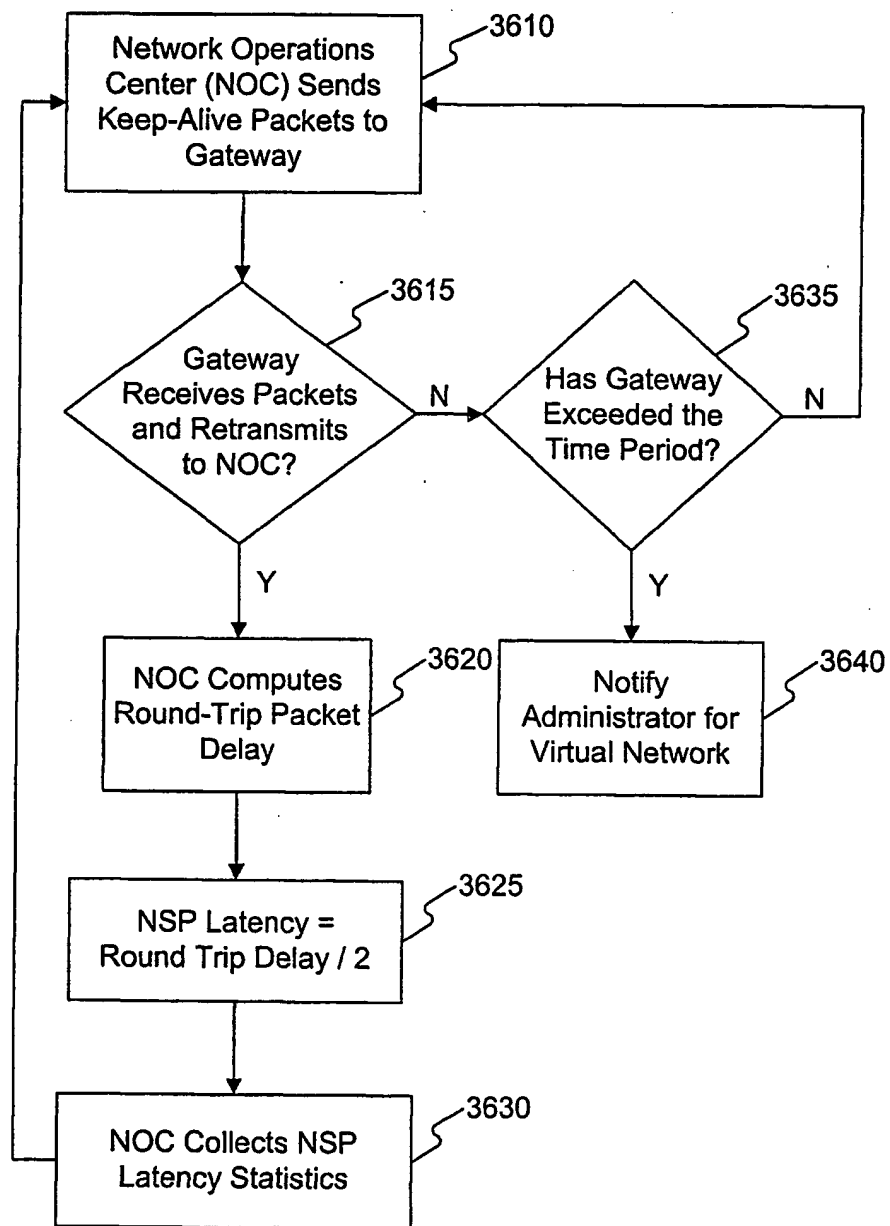 3610
Network Operations
Center (NOC) Sends
Keep-Alive Packets to
Gateway
3615
Gateway
Receives Packets
and Retransmits
to NOC?
N
3635
Has Gateway
Exceeded the
Time Period?
N
Y
Y
3620
NOC Computes
Round-Trip Packet
Delay
3640
Notify
Administrator for
Virtual Network
3625
NSP Latency =
Round Trip Delay / 2
3630
NOC Collects NSP
Latency Statistics